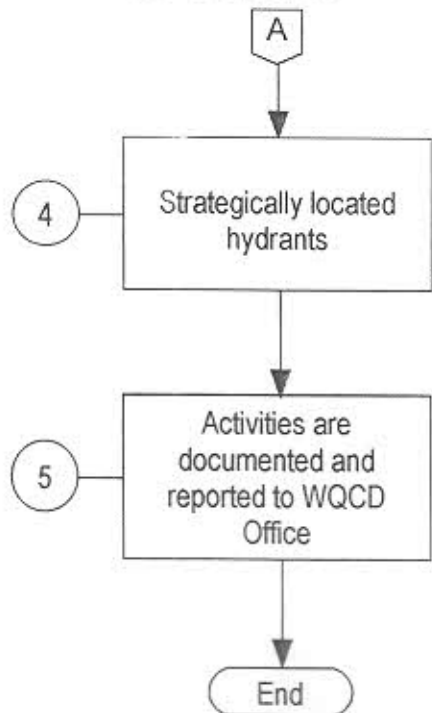 A
4
Strategically located
hydrants
5
Activities are
documented and
reported to WQCD
Office
End